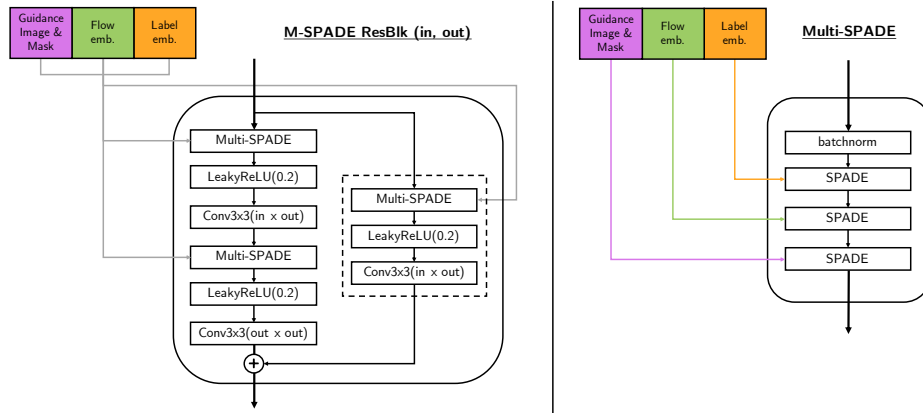 Guidance
Image &
Mask
Flow
emb.
Label
emb.
M-SPADE ResBlk (in, out)
Multi-SPADE
LeakyReLU(0.2)
Conv3x3(in x out)
Multi-SPADE
LeakyReLU(0.2)
Conv3x3(out x out)
+
Multi-SPADE
LeakyReLU(0.2)
Conv3x3(in x out)
Guidance
Image &
Mask
Flow
emb.
Label
emb.
Multi-SPADE
batchnorm
SPADE
SPADE
SPADE